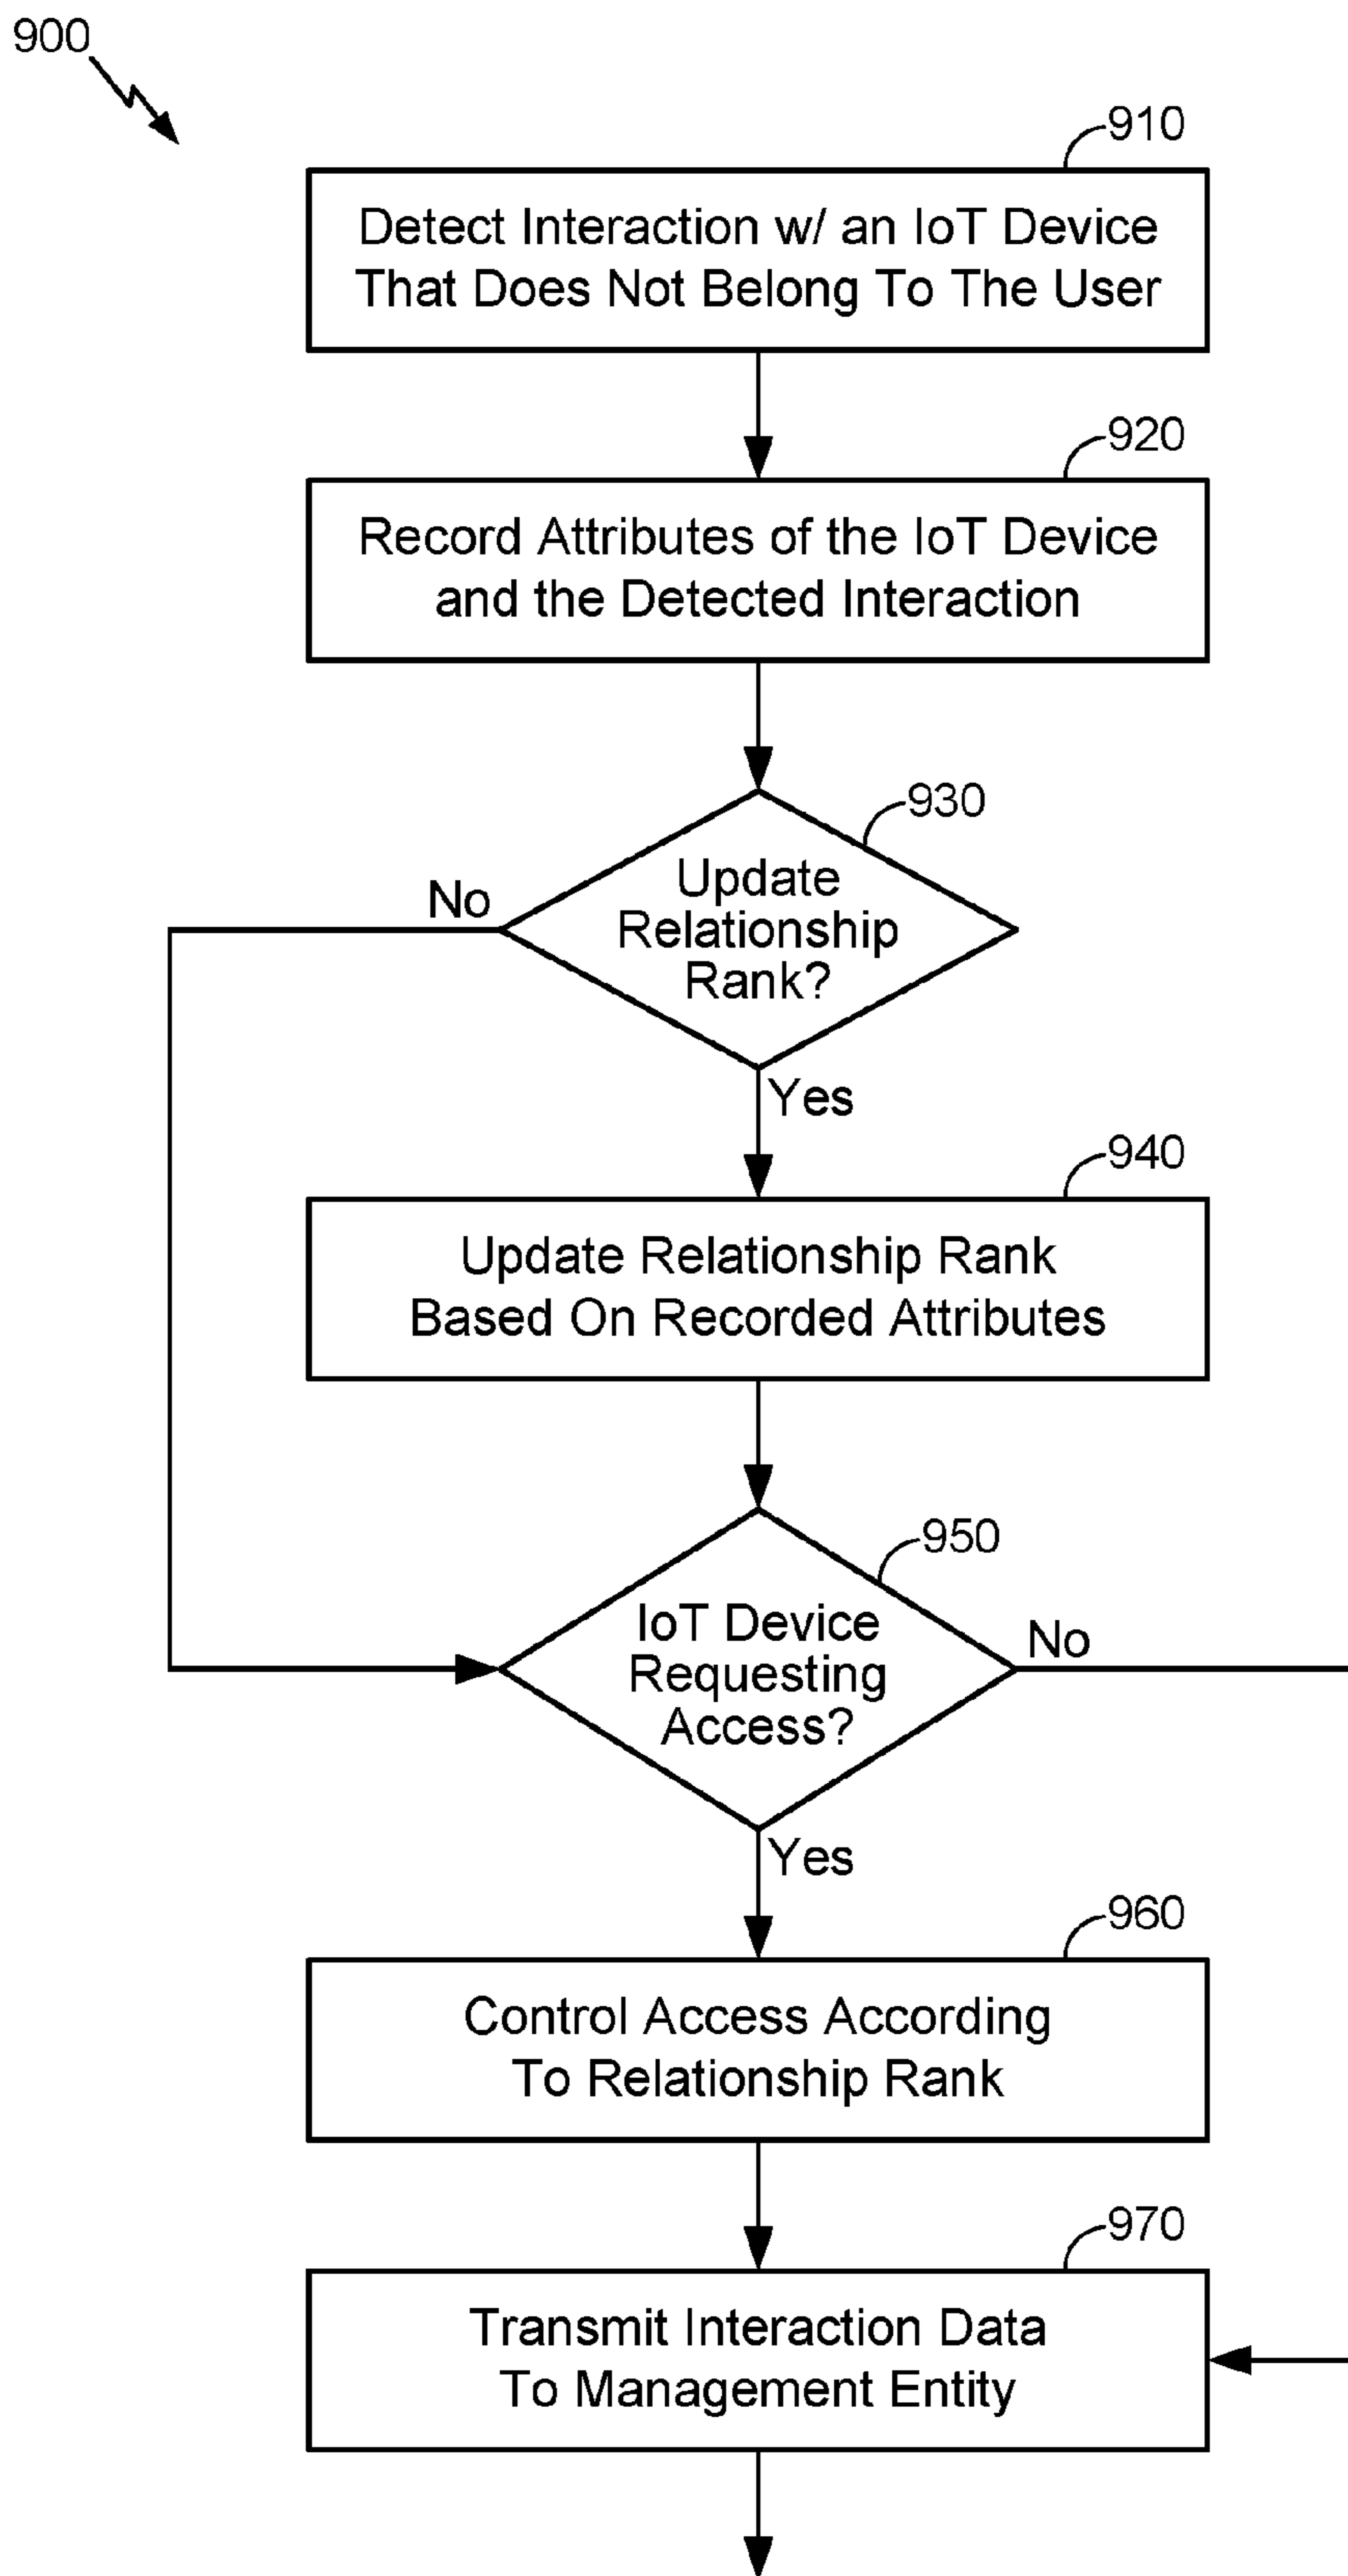 900
910
Detect Interaction w/ an IoT Device
That Does Not Belong To The User
920
Record Attributes of the IoT Device
and the Detected Interaction
930
No
Update
Relationship
Rank?
Yes
940
Update Relationship Rank
Based On Recorded Attributes
950
IoT Device
Requesting
Access?
No
Yes
960
Control Access According
To Relationship Rank
970
Transmit Interaction Data
To Management Entity